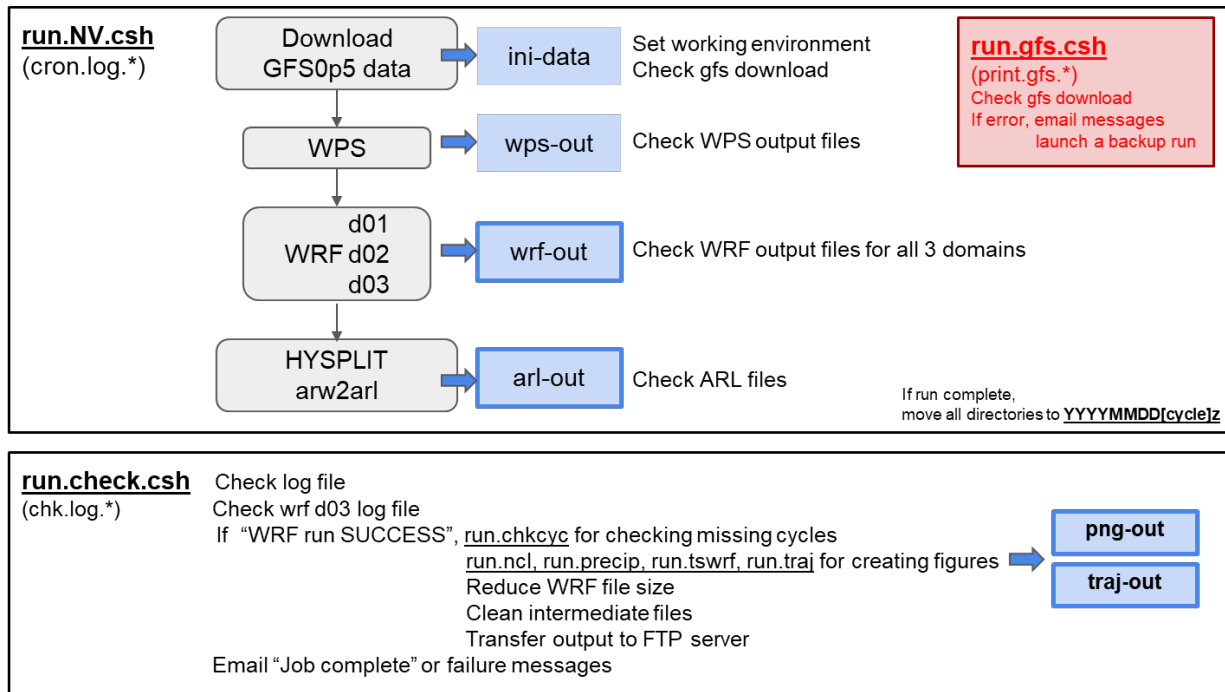 run.NV.csh
(cron.log.*)
Download
GFS0p5 data
ini-data
Set working environment
Check gfs download
run.gfs.csh
(print.gfs.*)
Check gfs download
If error, email messages
launch a backup run
WPS
wps-out
Check WPS output files
d01
WRF d02
d03
wrf-out
Check WRF output files for all 3 domains
HYSPLIT
arw2arl
arl-out
Check ARL files
If run complete,
move all directories to YYYYMMDD[cycle]z
run.check.csh
(chk.log.*)
Check log file
Check wrf d03 log file
If “WRF run SUCCESS”, run.chkcyc for checking missing cycles
run.ncl, run.precip, run.tswrf, run.traj for creating figures
Reduce WRF file size
Clean intermediate files
Transfer output to FTP server
Email “Job complete” or failure messages
png-out
traj-out